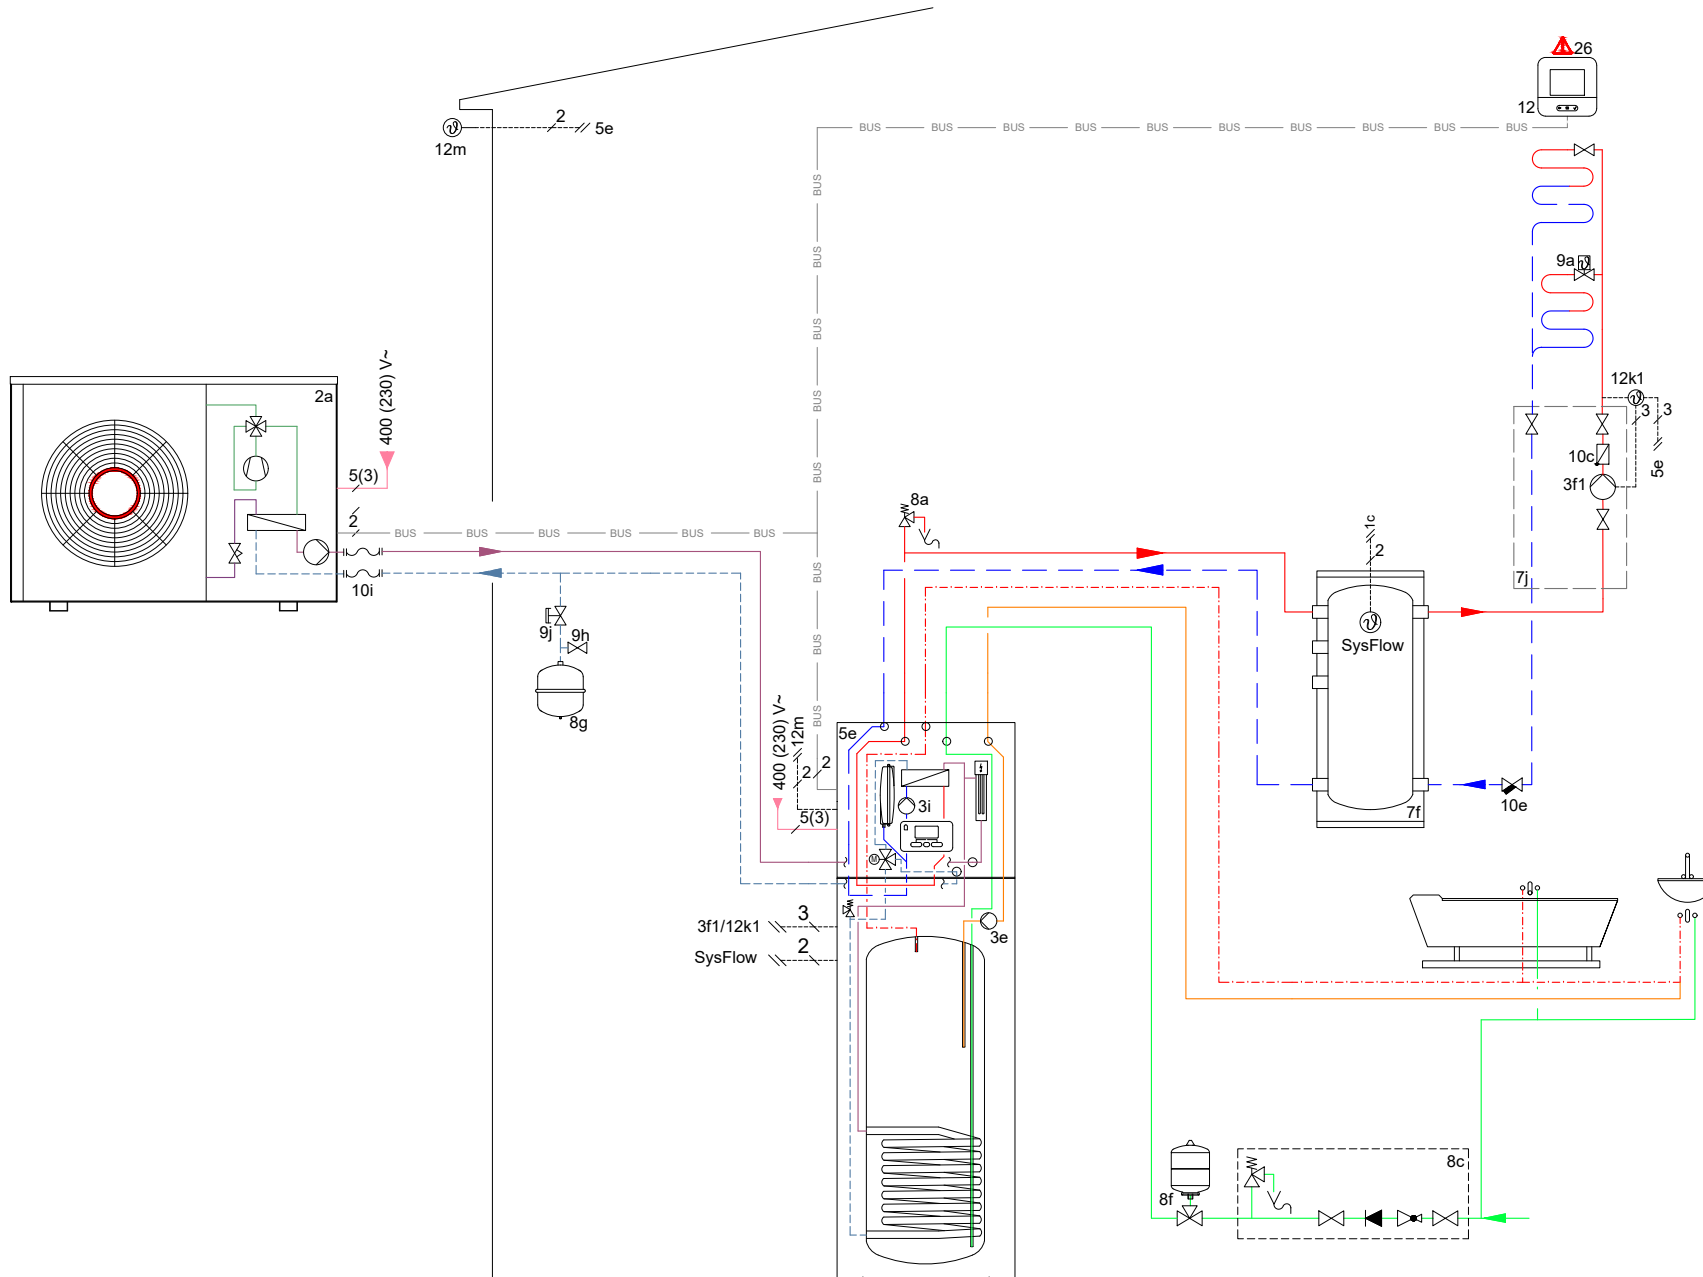 26
12
BUS BUS BUS BUS BUS BUS BUS BUS BUS BUS
2
5e
12m
BUS
BUS
BUS
BUS
BUS
BUS
BUS
BUS
9a
12k1
3
3
5e
10c
3f1
7j
2a
400 (230) V~
5(3)
2
BUS BUS BUS BUS BUS BUS
10i
9j
9h
8g
8a
1c
2
SysFlow
7f
10e
400 (230) V~
12m
2
2
5(3)
5e
3i
M
3f1/12k1
3
SysFlow
2
3e
8f
8c